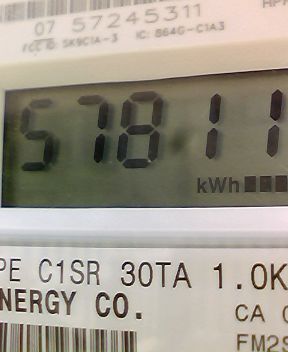 07 57245311
FCC ID: SK9C1A-3 IC: 864G-C1A3
57811
kWh
PE C1SR 30TA 1.0K
NERGY CO.
CA
FM2S